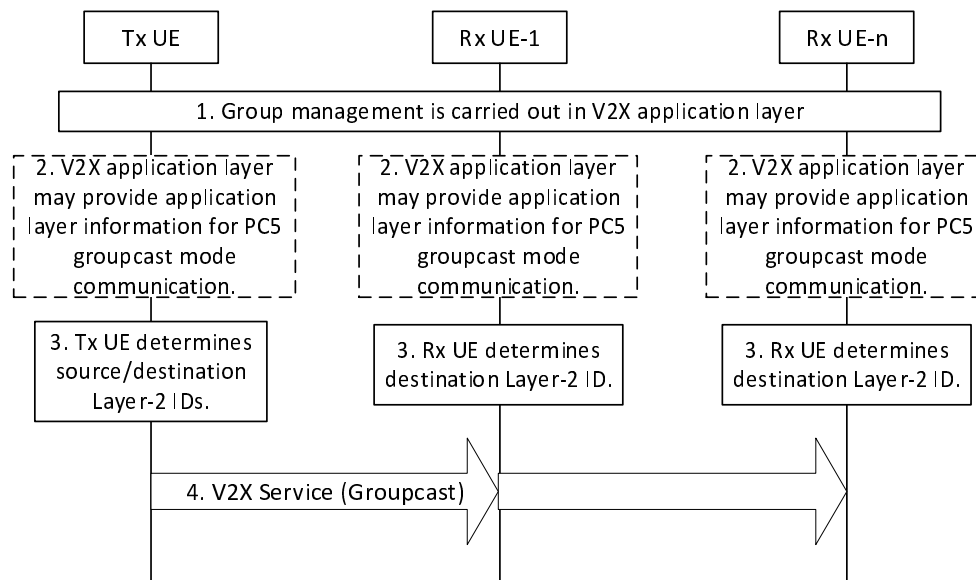 Tx UE
Rx UE-1
Rx UE-n
1. Group management is carried out in V2X application layer
2. V2X application layer
may provide application
layer information for PC5
groupcast mode
communication.
2. V2X application layer
may provide application
layer information for PC5
groupcast mode
communication.
2. V2X application layer
may provide application
layer information for PC5
groupcast mode
communication.
3. Tx UE determines
source/destination
Layer-2 IDs.
3. Rx UE determines
destination Layer-2 ID.
3. Rx UE determines
destination Layer-2 ID.
4. V2X Service (Groupcast)